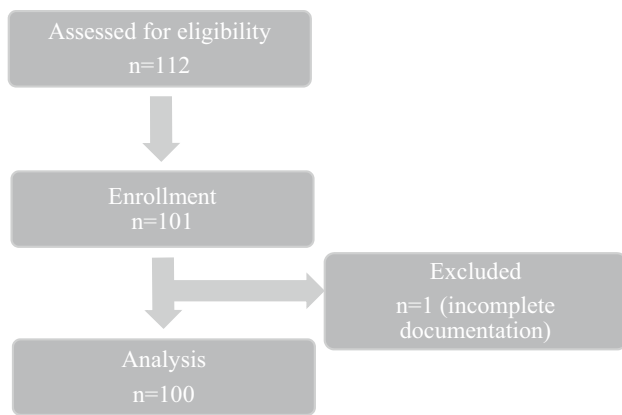 Assessed for eligibility
n=112
Enrollment
n=101
Excluded
n=1 (incomplete
documentation)
Analysis
n=100